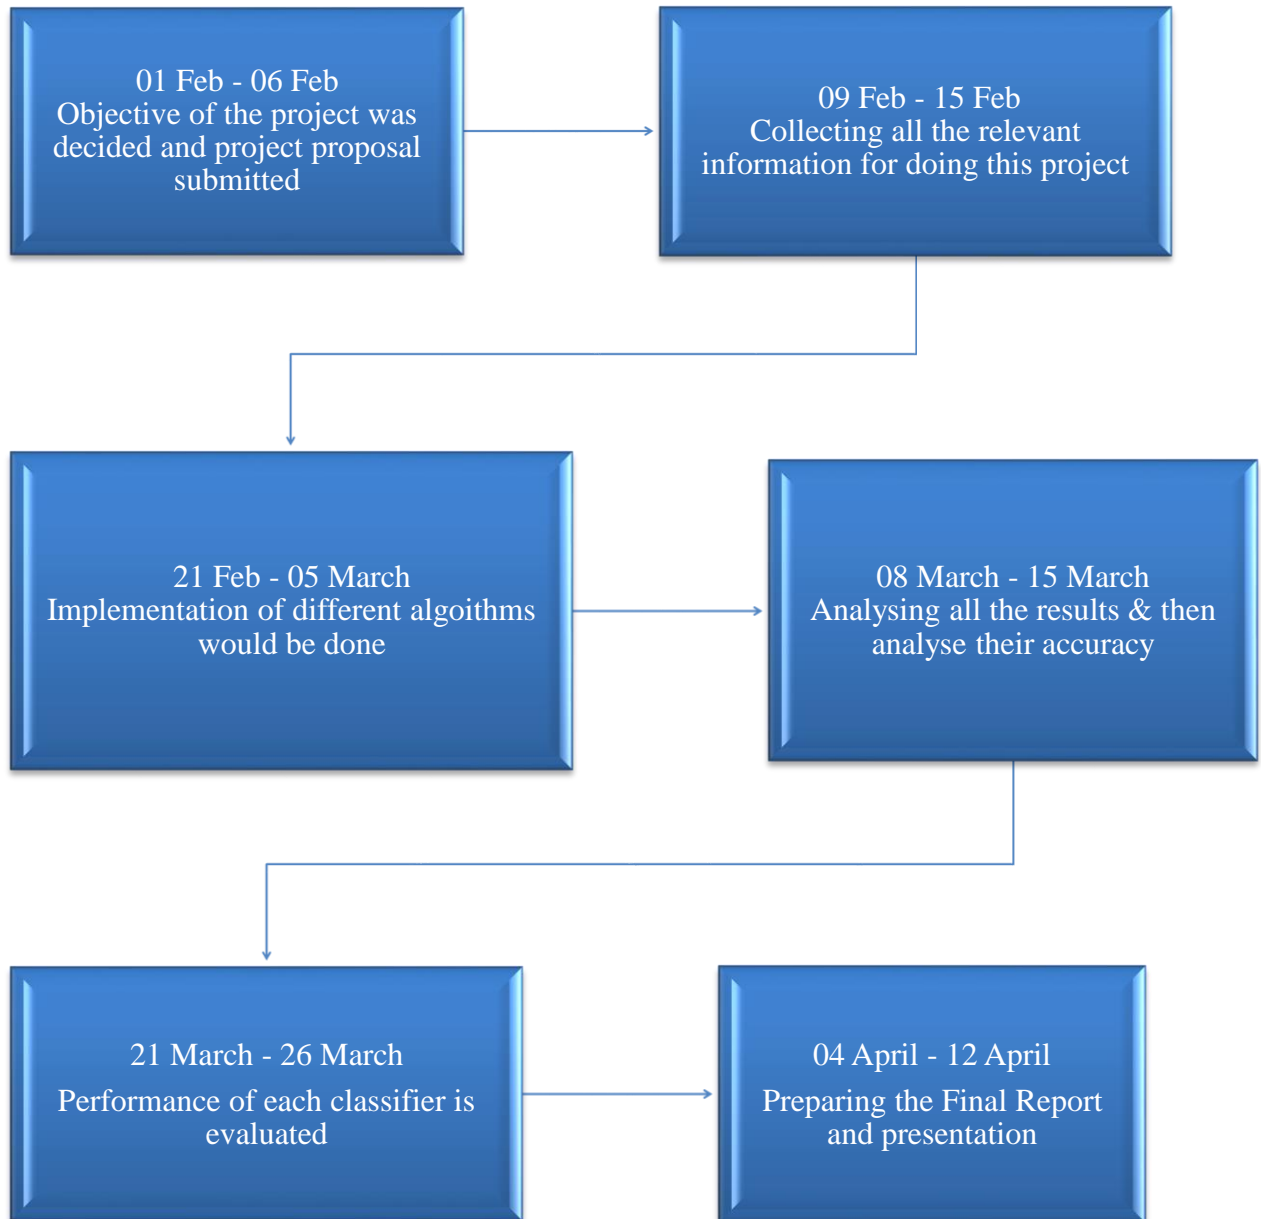 01 Feb - 06 Feb
Objective of the project was
decided and project proposal
submitted
09 Feb - 15 Feb
Collecting all the relevant
information for doing this project
21 Feb - 05 March
Implementation of different algoithms
would be done
08 March - 15 March
Analysing all the results & then
analyse their accuracy
21 March - 26 March
Performance of each classifier is
evaluated
04 April - 12 April
Preparing the Final Report
and presentation